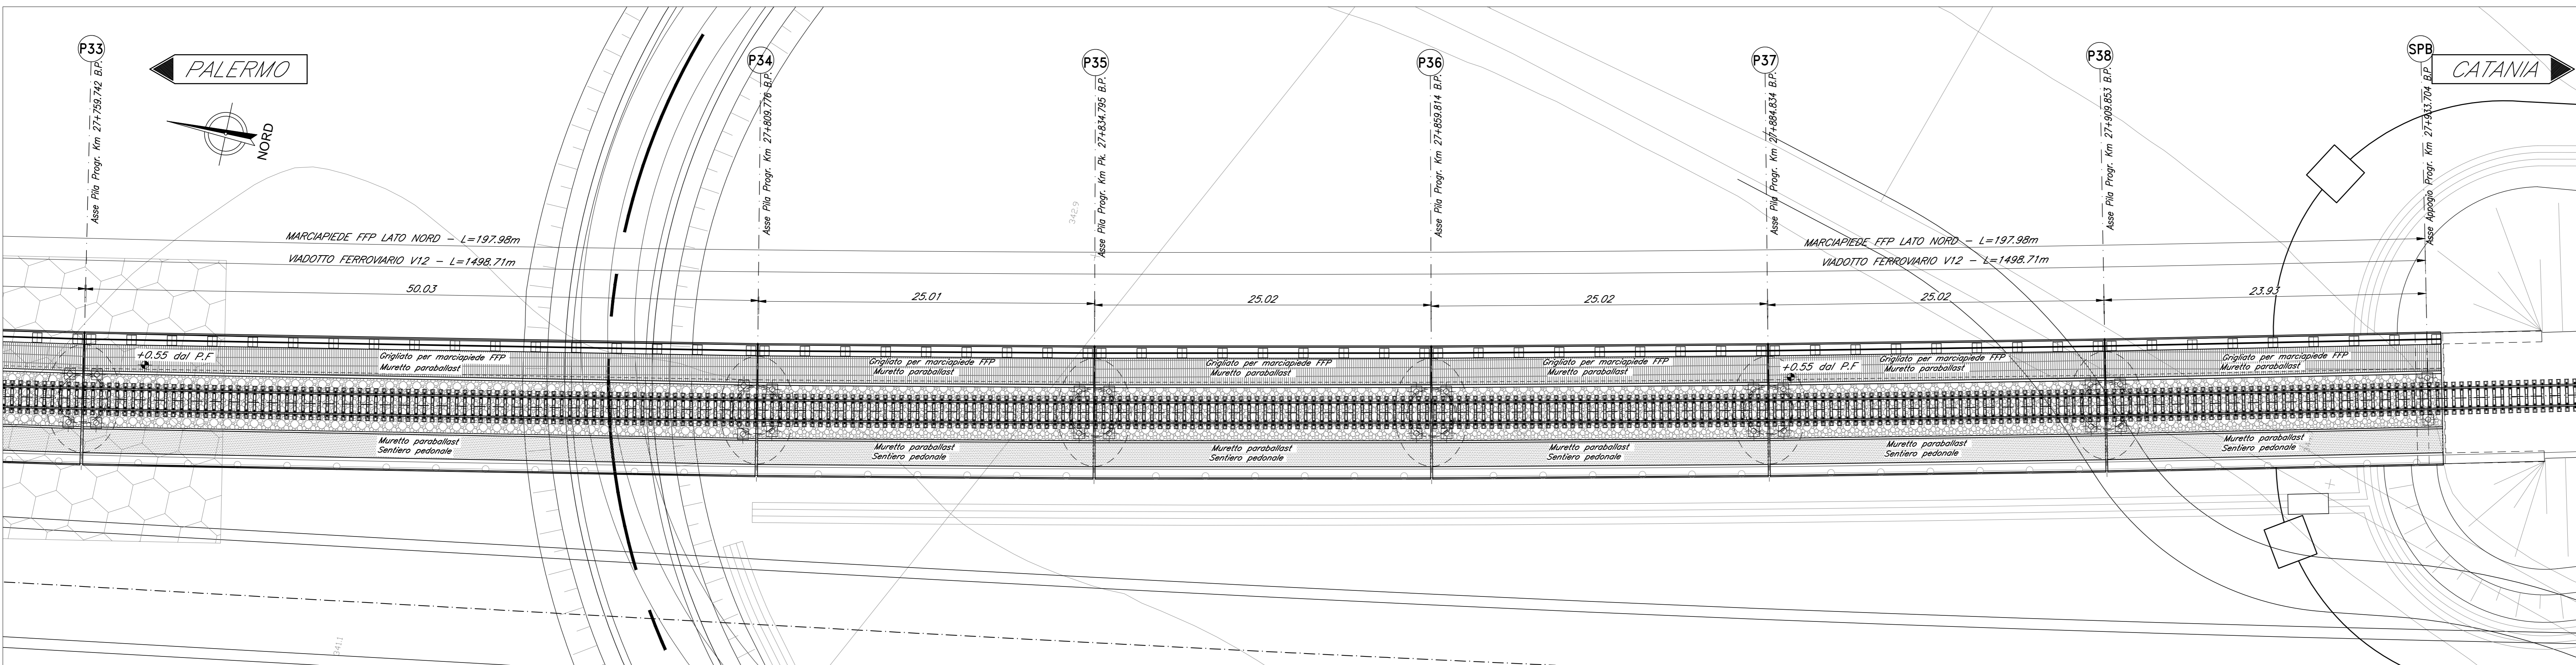 P33
P34
P35
P36
P37
P38
SPB
PALERMO
CATANIA
NORD
Asse Pila Progr. Km 27+759.742 B.P.
Asse Pila Progr. Km 27+809.776 B.P.
Asse Pila Progr. Km Pk. 27+834.795 B.P.
Asse Pila Progr. Km 27+859.814 B.P.
Asse Pila Progr. Km 27+884.834 B.P.
Asse Pila Progr. Km 27+909.853 B.P.
Asse Appogio Progr. Km 27+933.704 B.P.
342.9
MARCIAPIEDE FFP LATO NORD - L=197.98m
MARCIAPIEDE FFP LATO NORD - L=197.98m
VIADOTTO FERROVIARIO V12 - L=1498.71m
VIADOTTO FERROVIARIO V12 - L=1498.71m
50.03
25.01
25.02
25.02
25.02
23.93
+0.55 dal P.F
Grigliato per marciapiede FFP
Muretto paraballast
Grigliato per marciapiede FFP
Muretto paraballast
Grigliato per marciapiede FFP
Muretto paraballast
Grigliato per marciapiede FFP
Muretto paraballast
+0.55 dal P.F
Grigliato per marciapiede FFP
Muretto paraballast
Grigliato per marciapiede FFP
Muretto paraballast
Muretto paraballast
Sentiero pedonale
Muretto paraballast
Sentiero pedonale
Muretto paraballast
Sentiero pedonale
Muretto paraballast
Sentiero pedonale
Muretto paraballast
Sentiero pedonale
Muretto paraballast
Sentiero pedonale
341.1